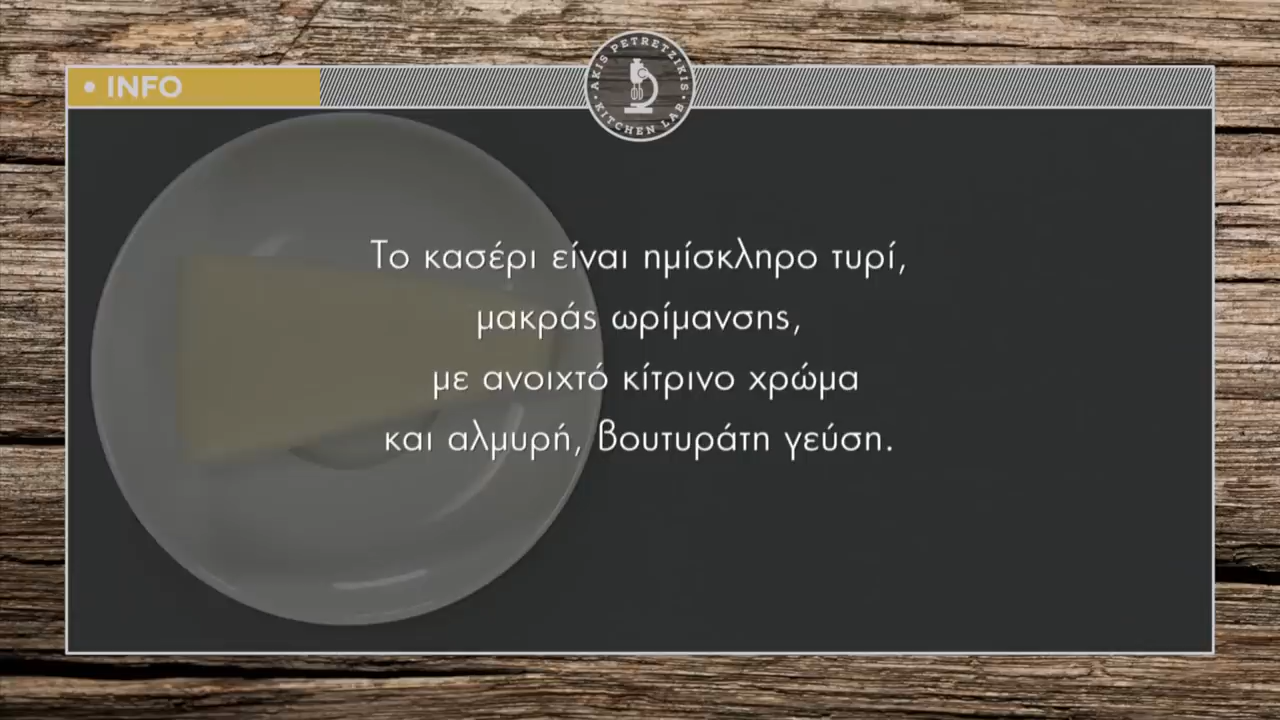 • INFO
AKIS PETRETZIKIS
• KITCHEN LAB •
Το κασέρι είναι ημίσκληρο τυρί,
μακράς ωρίμανσης,
με ανοιχτό κίτρινο χρώμα
και αλμυρή, βουτυράτη γεύση.